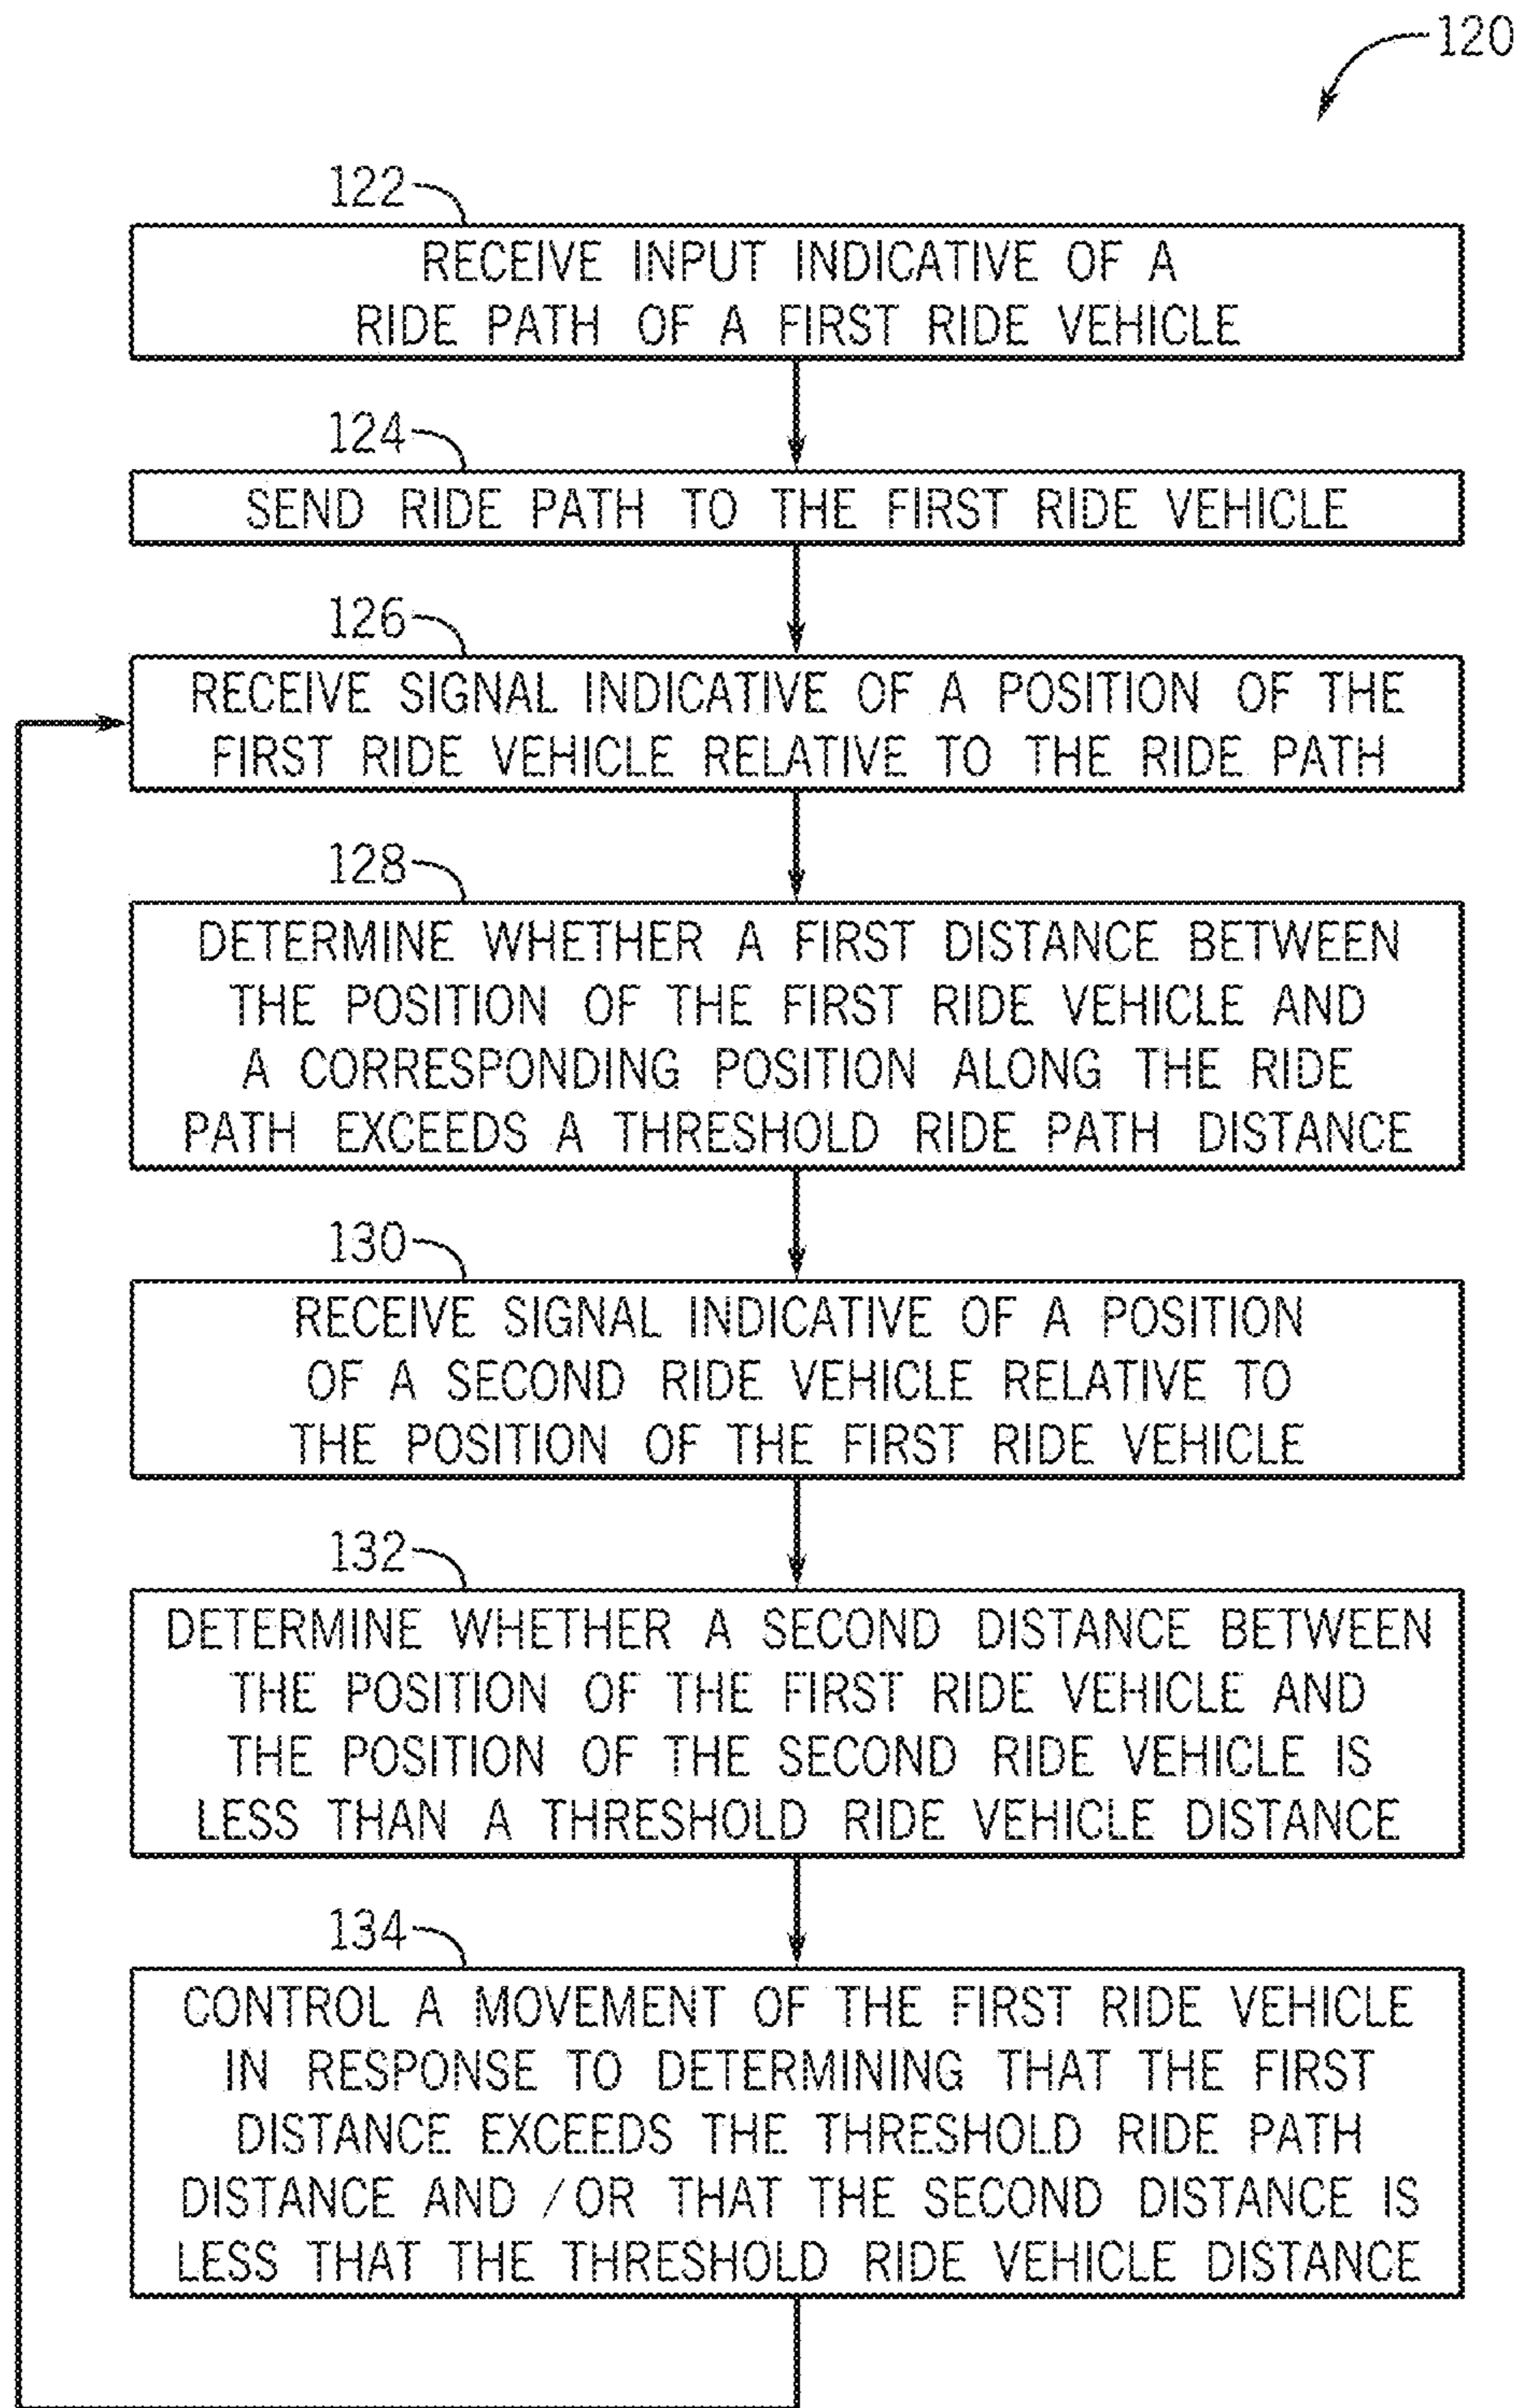 120
122
RECEIVE INPUT INDICATIVE OF A
RIDE PATH OF A FIRST RIDE VEHICLE
124
SEND RIDE PATH TO THE FIRST RIDE VEHICLE
126
RECEIVE SIGNAL INDICATIVE OF A POSITION OF THE
FIRST RIDE VEHICLE RELATIVE TO THE RIDE PATH
128
DETERMINE WHETHER A FIRST DISTANCE BETWEEN
THE POSITION OF THE FIRST RIDE VEHICLE AND
A CORRESPONDING POSITION ALONG THE RIDE
PATH EXCEEDS A THRESHOLD RIDE PATH DISTANCE
130
RECEIVE SIGNAL INDICATIVE OF A POSITION
OF A SECOND RIDE VEHICLE RELATIVE TO
THE POSITION OF THE FIRST RIDE VEHICLE
132
DETERMINE WHETHER A SECOND DISTANCE BETWEEN
THE POSITION OF THE FIRST RIDE VEHICLE AND
THE POSITION OF THE SECOND RIDE VEHICLE IS
LESS THAN A THRESHOLD RIDE VEHICLE DISTANCE
134
CONTROL A MOVEMENT OF THE FIRST RIDE VEHICLE
IN RESPONSE TO DETERMINING THAT THE FIRST
DISTANCE EXCEEDS THE THRESHOLD RIDE PATH
DISTANCE AND /OR THAT THE SECOND DISTANCE IS
LESS THAT THE THRESHOLD RIDE VEHICLE DISTANCE